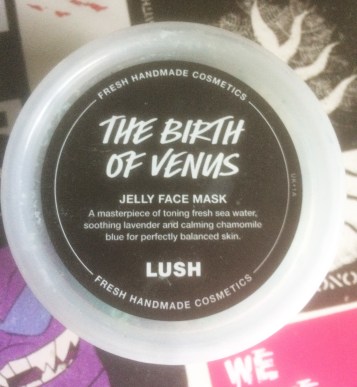 FRESH HANDMADE COSMETICS
THE BIRTH
OF VENUS
JELLY FACE MASK
A masterpiece of toning fresh sea water,
soothing lavender and calming chamomile
blue for perfectly balanced skin.
LUSH
FRESH HANDMADE COSMETICS
WE